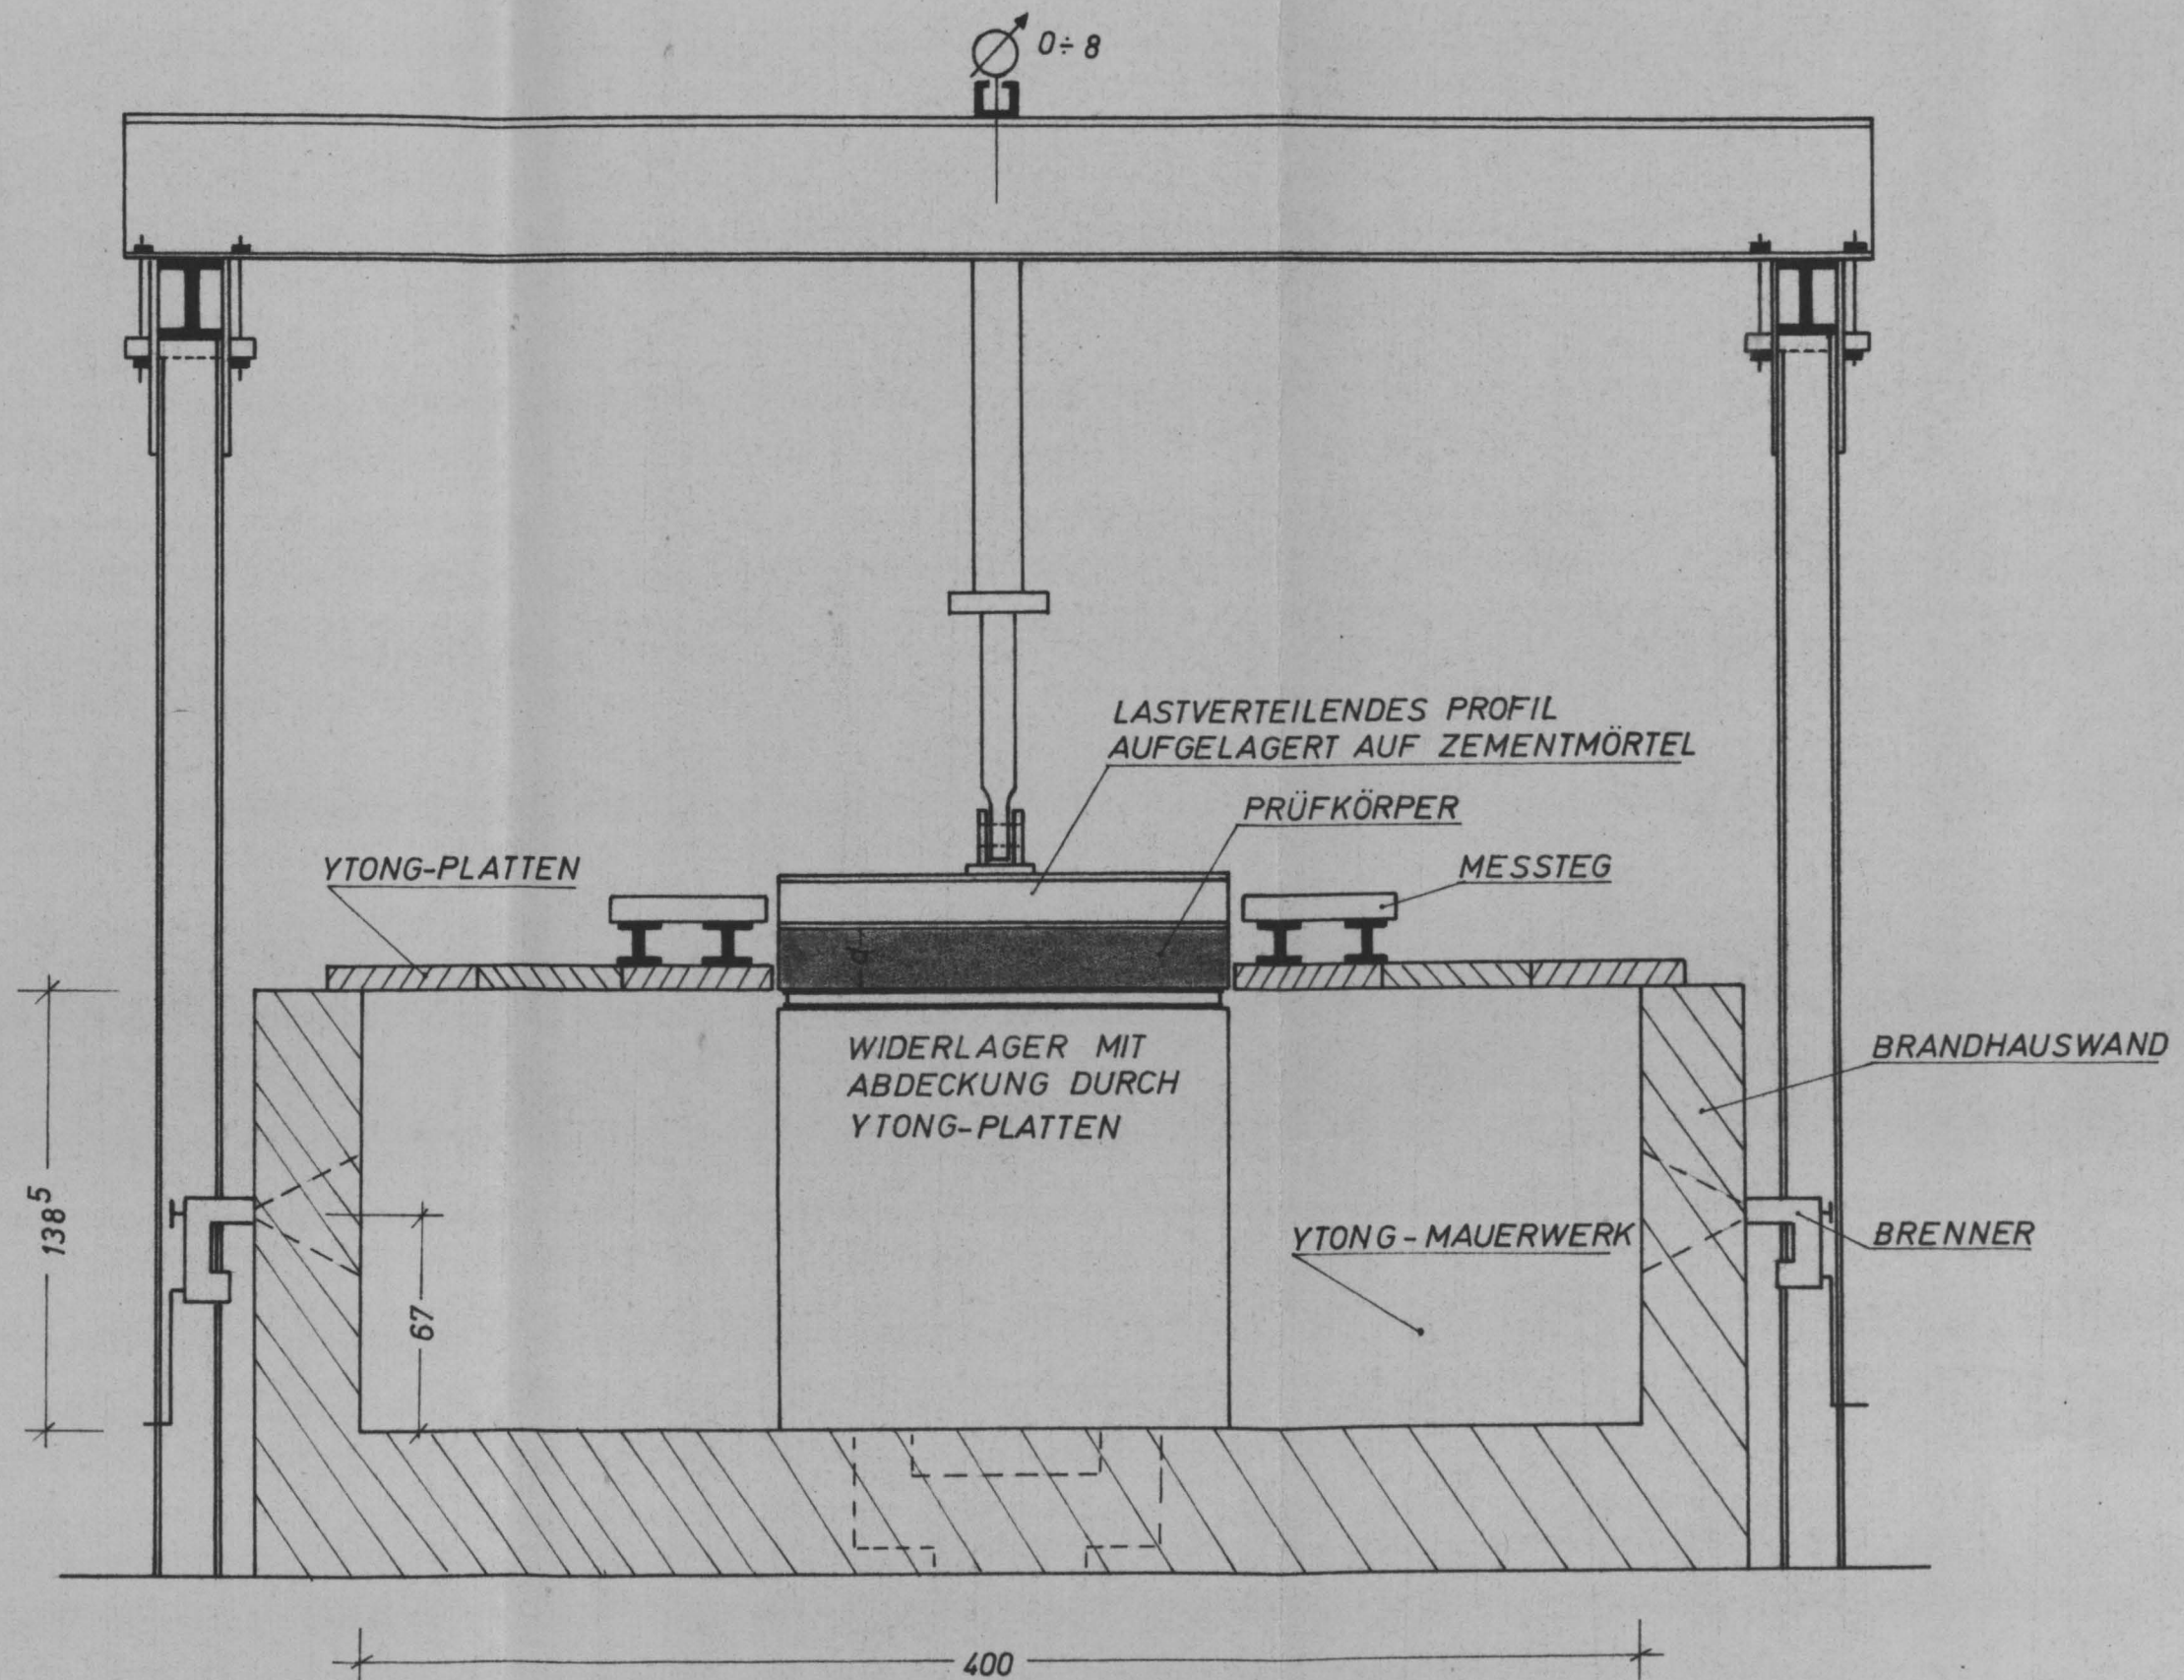 0÷8
LASTVERTEILENDES PROFIL
AUFGELAGERT AUF ZEMENTMÖRTEL
PRÜFKÖRPER
YTONG-PLATTEN
MESSTEG
d
WIDERLAGER MIT
ABDECKUNG DURCH
YTONG-PLATTEN
BRANDHAUSWAND
138⁵
67
YTONG-MAUERWERK
BRENNER
400